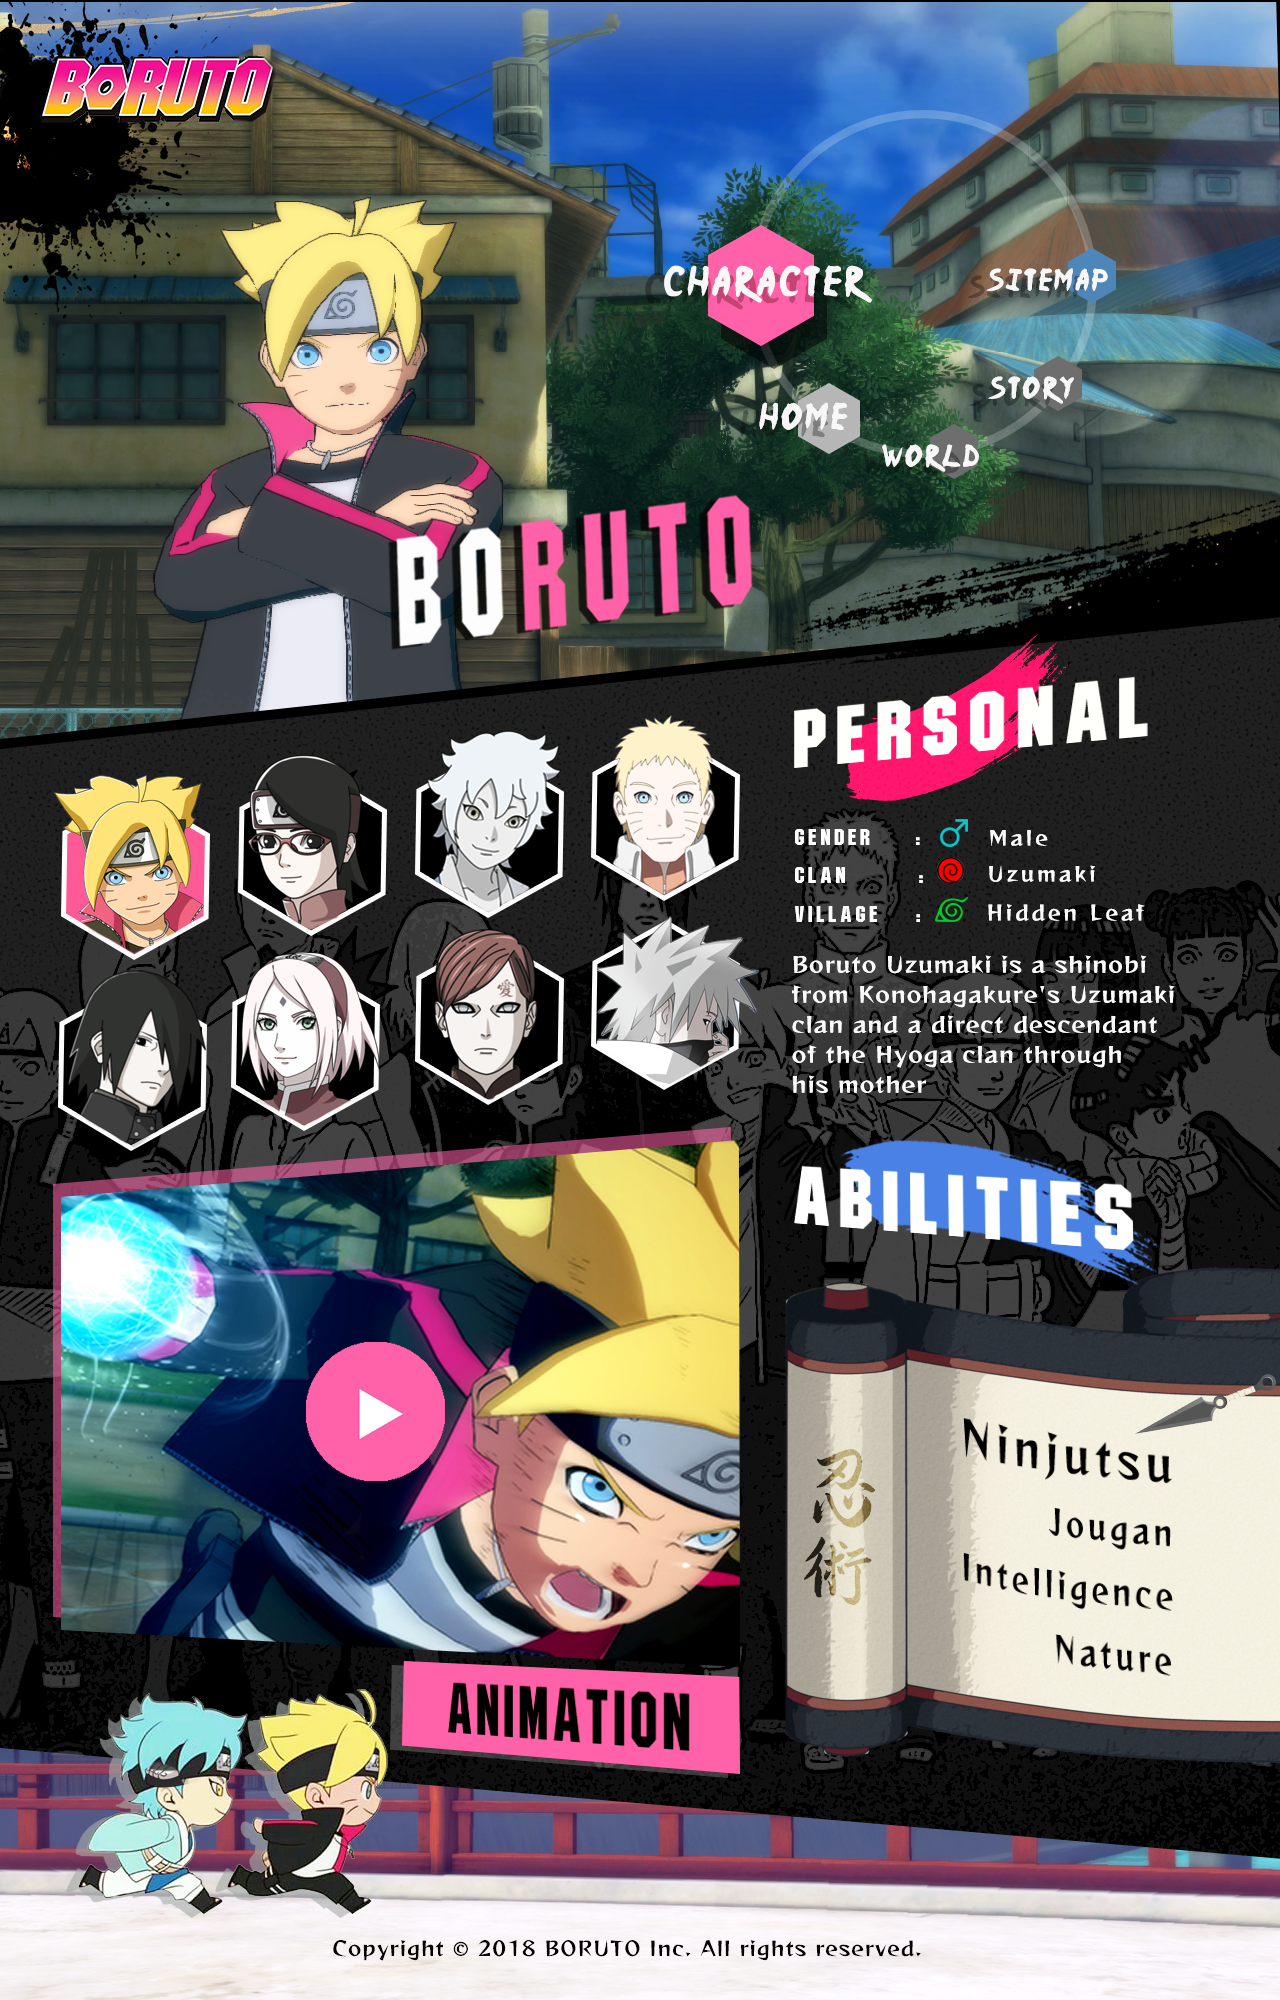 BORUTO
CHARACTER
SITEMAP
HOME
STORY
WORLD
BORUTO
PERSONAL
GENDER : Male
CLAN : Uzumaki
VILLAGE : Hidden Leaf
Boruto Uzumaki is a shinobi
from Konohagakure's Uzumaki
clan and a direct descendant
of the Hyoga clan through
his mother
愛
ABILITIES
忍術
Ninjutsu
Jougan
Intelligence
Nature
ANIMATION
Copyright © 2018 BORUTO Inc. All rights reserved.